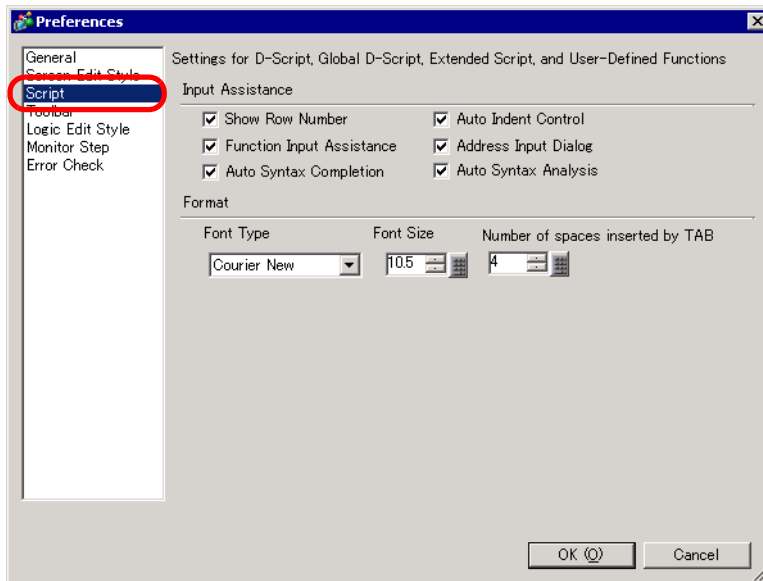 Preferences
General
Screen Edit Style
Script
Toolbar
Logic Edit Style
Monitor Step
Error Check
Settings for D-Script, Global D-Script, Extended Script, and User-Defined Functions
Input Assistance
Show Row Number
Auto Indent Control
Function Input Assistance
Address Input Dialog
Auto Syntax Completion
Auto Syntax Analysis
Format
Font Type
Font Size
Number of spaces inserted by TAB
Courier New
10.5
4
OK (O)
Cancel